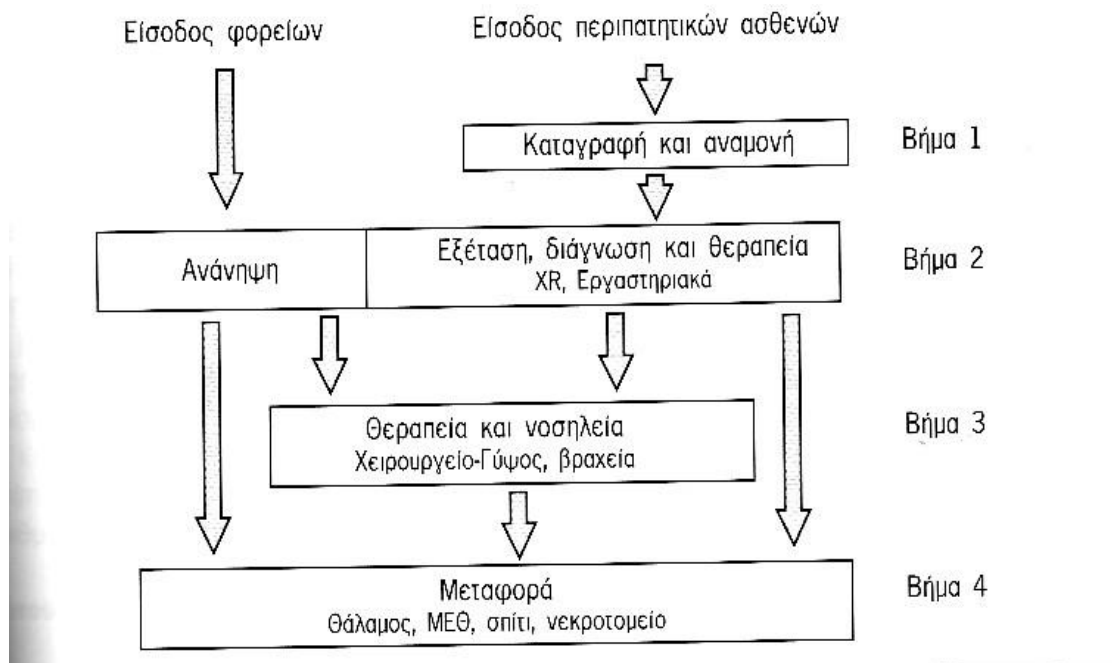 Είσοδος φορείων
Είσοδος περιπατητικών ασθενών
Καταγραφή και αναμονή
Βήμα 1
Ανάνηψη
Εξέταση, διάγνωση και θεραπεία
XR, Εργαστηριακά
Βήμα 2
Θεραπεία και νοσηλεία
Χειρουργείο-Γύψος, βραχεία
Βήμα 3
Μεταφορά
Θάλαμος, ΜΕΘ, σπίτι, νεκροτομείο
Βήμα 4